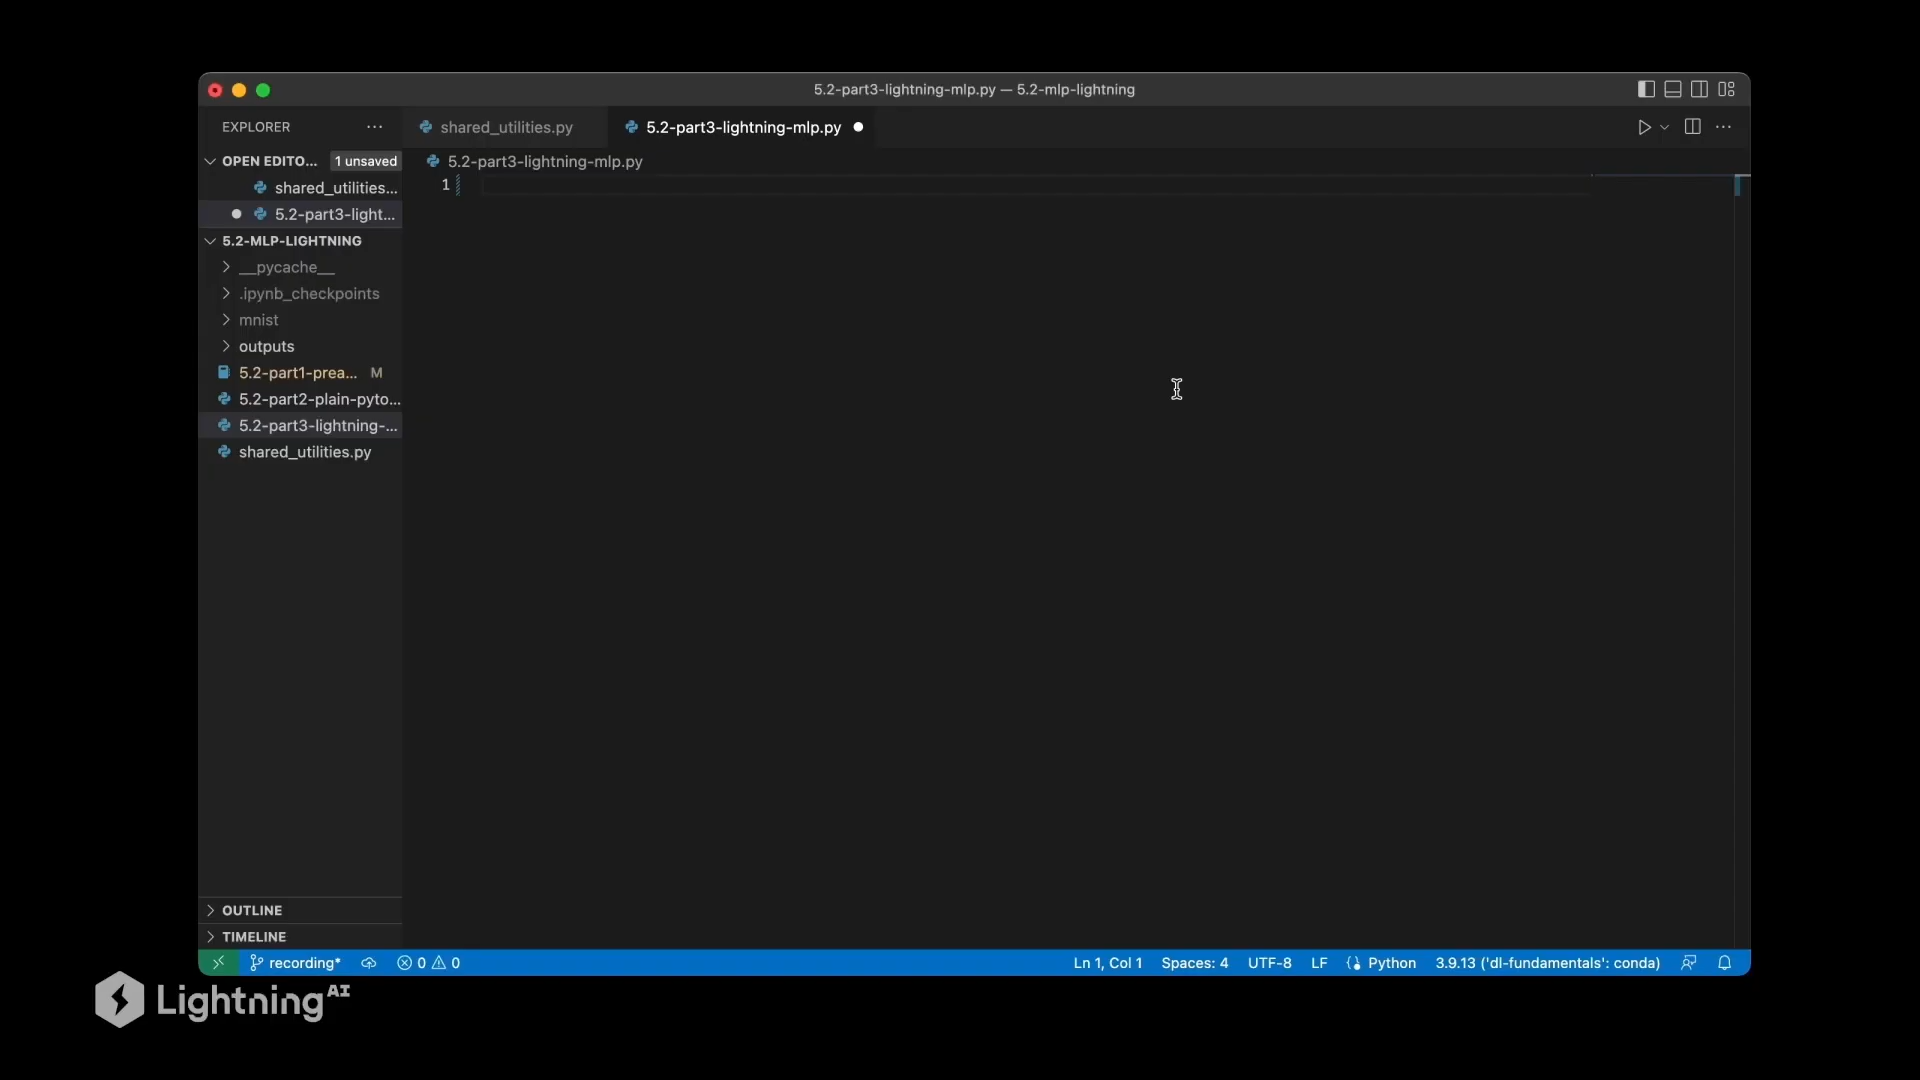 5.2-part3-lightning-mlp.py — 5.2-mlp-lightning
EXPLORER
shared_utilities.py
5.2-part3-lightning-mlp.py
OPEN EDITO... 1 unsaved
5.2-part3-lightning-mlp.py
1
shared_utilities...
5.2-part3-light...
5.2-MLP-LIGHTNING
__pycache__
.ipynb_checkpoints
mnist
outputs
5.2-part1-prea... M
5.2-part2-plain-pyto...
5.2-part3-lightning-...
shared_utilities.py
OUTLINE
TIMELINE
recording* 0 0 Ln 1, Col 1 Spaces: 4 UTF-8 LF Python 3.9.13 ('dl-fundamentals': conda)
Lightning AI